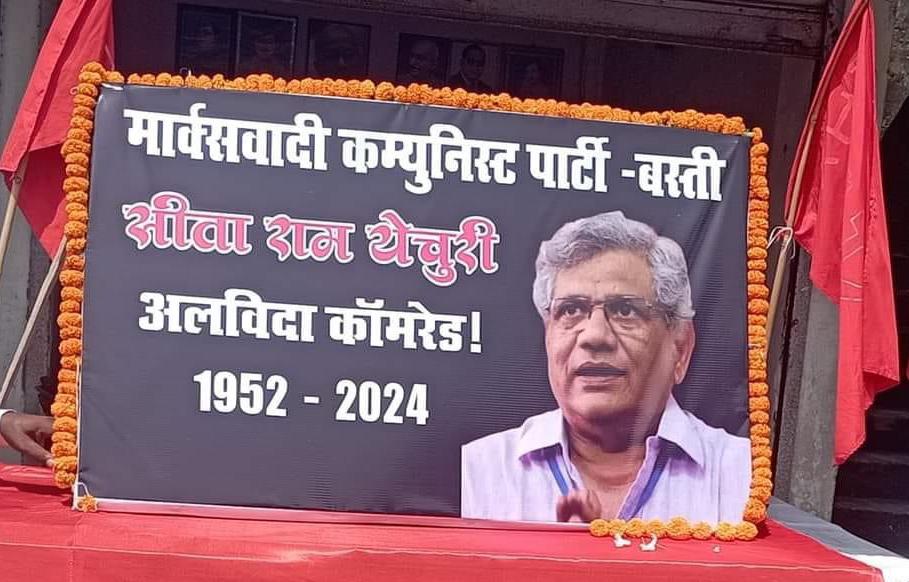 मार्क्सवादी कम्युनिस्ट पार्टी -बस्ती
सीता राम येचुरी
अलविदा कॉमरेड!
1952 - 2024